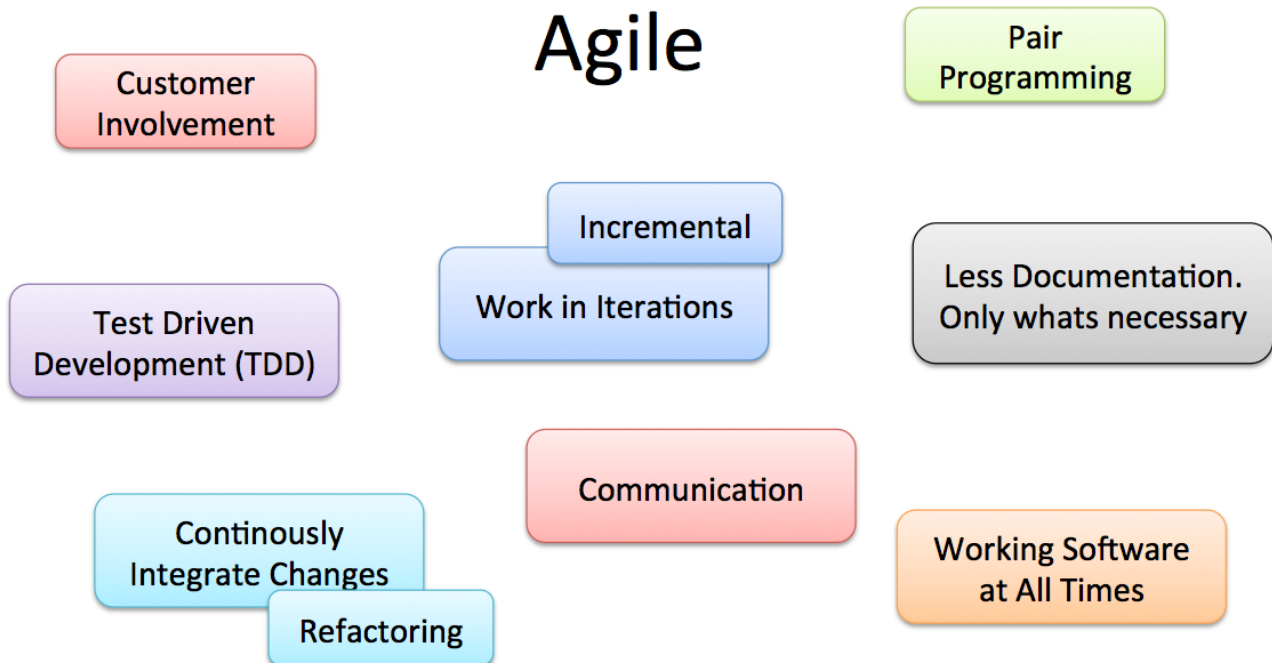 Agile
Customer
Involvement
Pair
Programming
Incremental
Work in Iterations
Less Documentation.
Only whats necessary
Test Driven
Development (TDD)
Communication
Continously
Integrate Changes
Refactoring
Working Software
at All Times